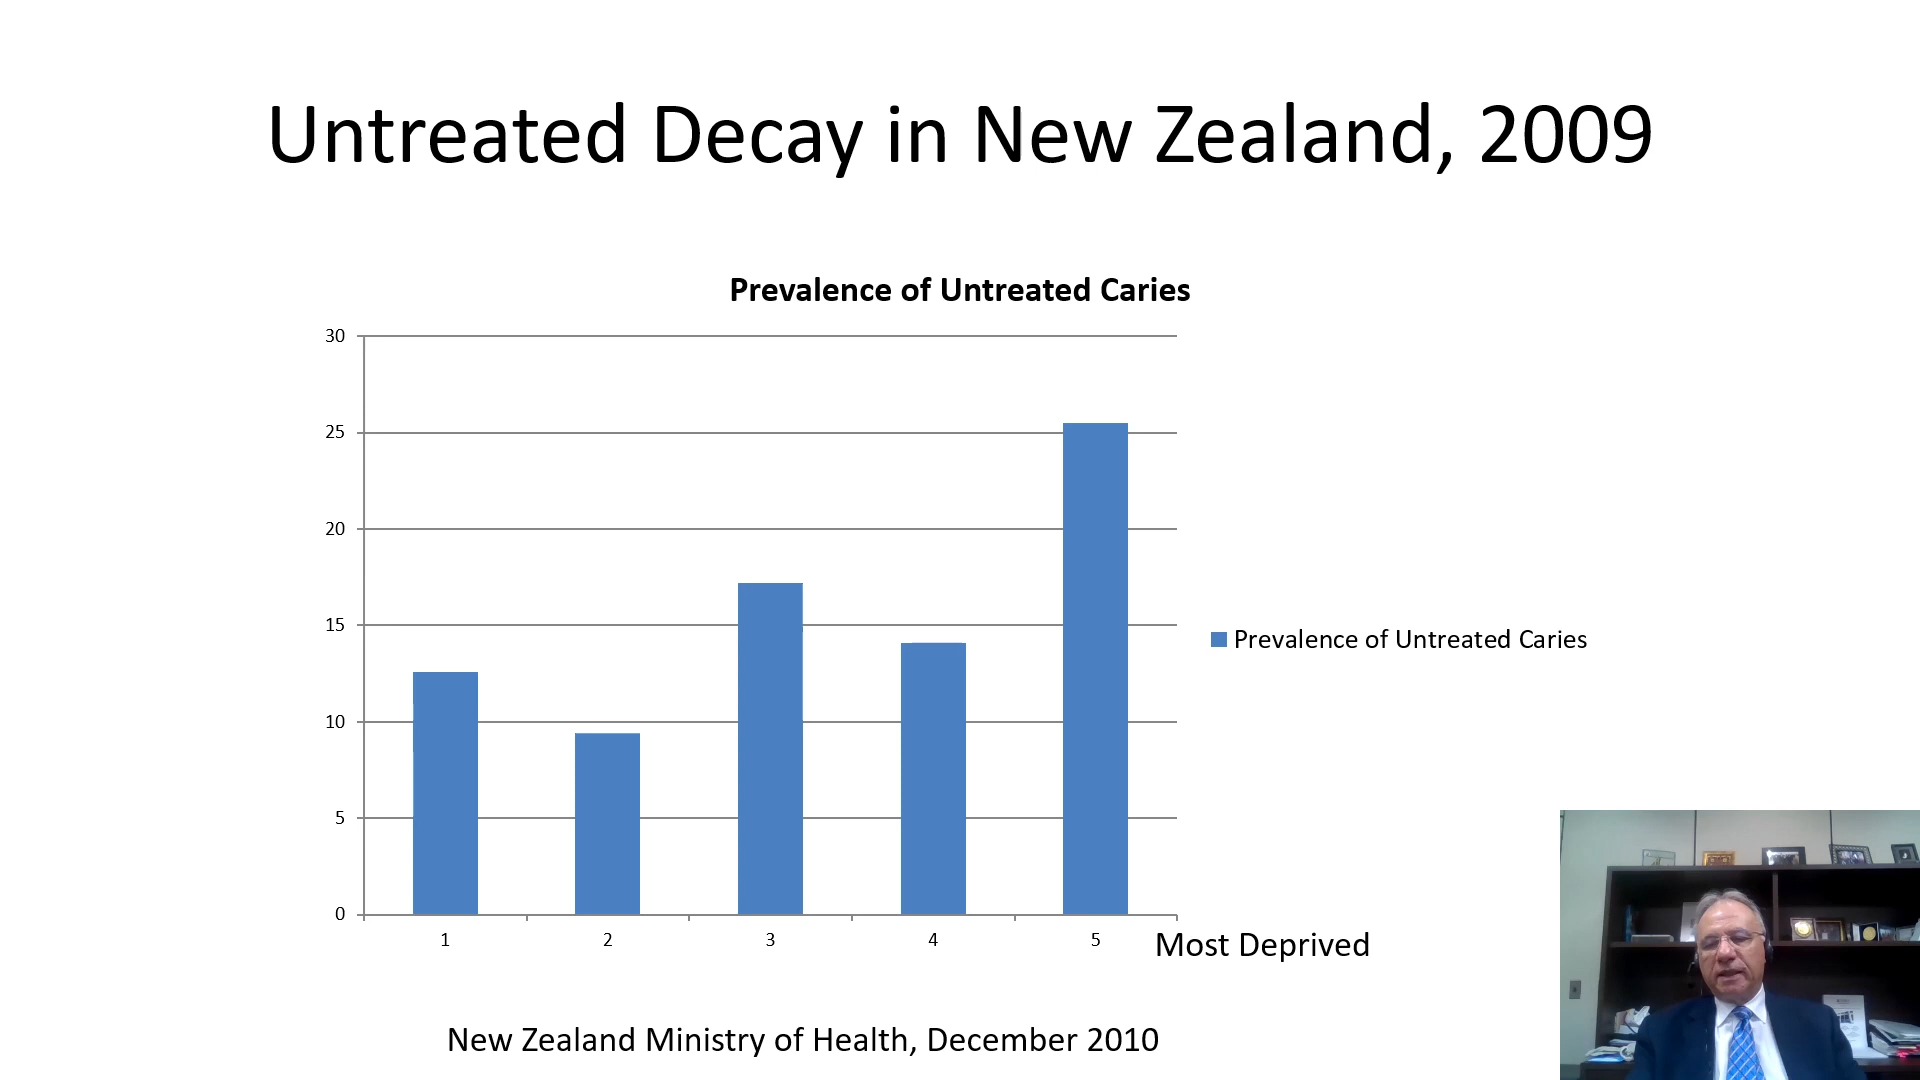 Untreated Decay in New Zealand, 2009
Prevalence of Untreated Caries
30
25
20
15
10
5
0
1 2 3 4 5 Most Deprived
Prevalence of Untreated Caries
New Zealand Ministry of Health, December 2010